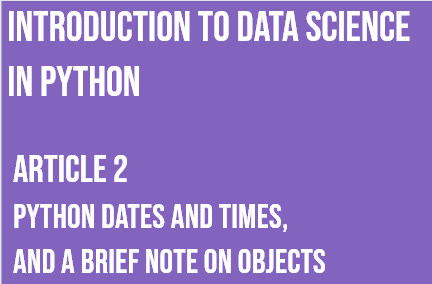 INTRODUCTION TO DATA SCIENCE
IN PYTHON
ARTICLE 2
PYTHON DATES AND TIMES,
AND A BRIEF NOTE ON OBJECTS